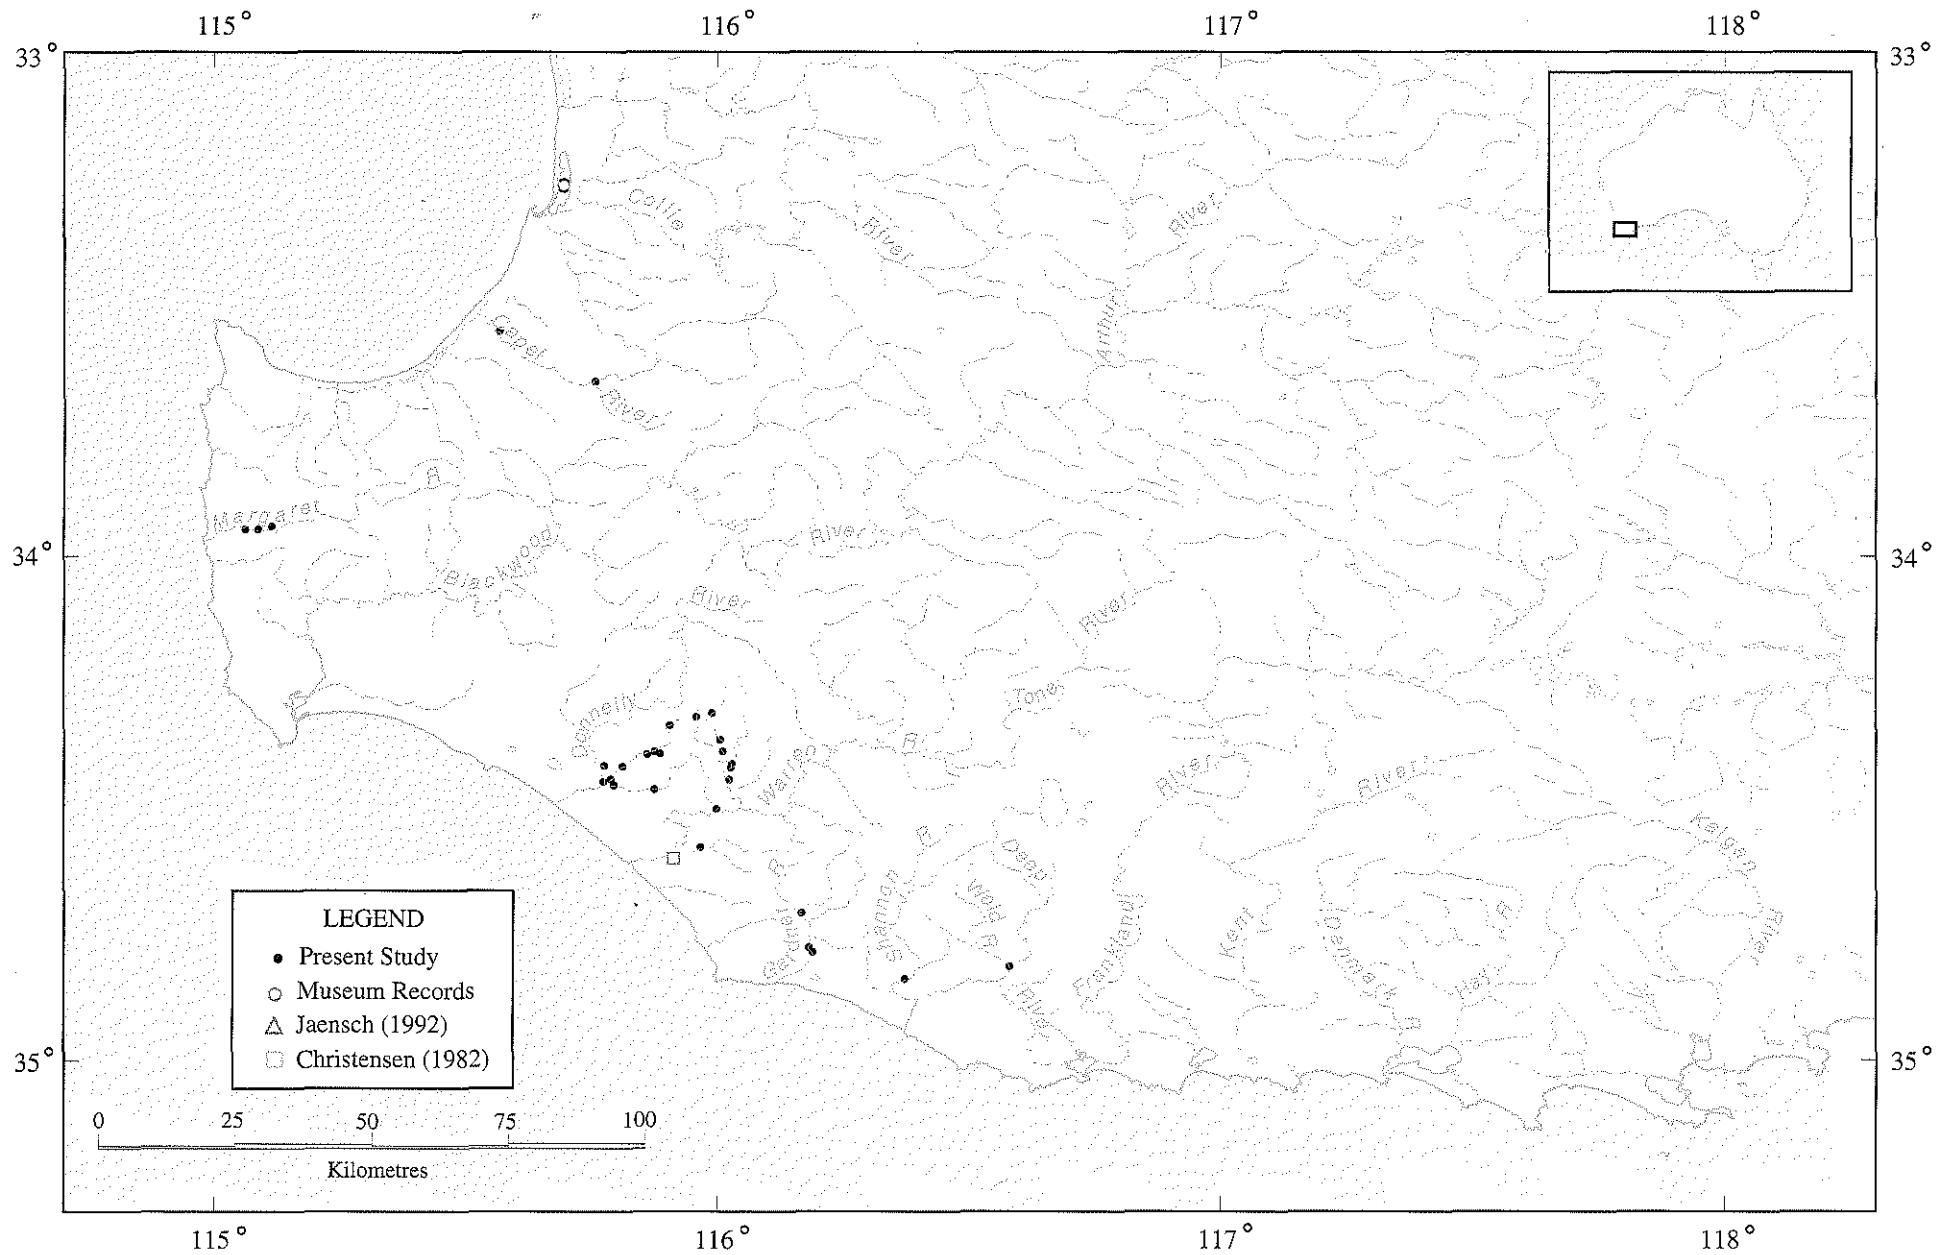 115° 116° 117° 118°
33° 33°
Collie
River
River
Arthur
Capel
River
R
Margaret
River
34° 34°
Blackwood
River
River
Donnelly
Tone
R
Warren
River
River
R
Deep
R
Kalgan
Shannon
Weld
R
Gardner
Frankland
Kent
Denmark
R
River
Hay
River
LEGEND
Present Study
Museum Records
Jaensch (1992)
Christensen (1982)
35° 35°
0 25 50 75 100
Kilometres
115° 116° 117° 118°